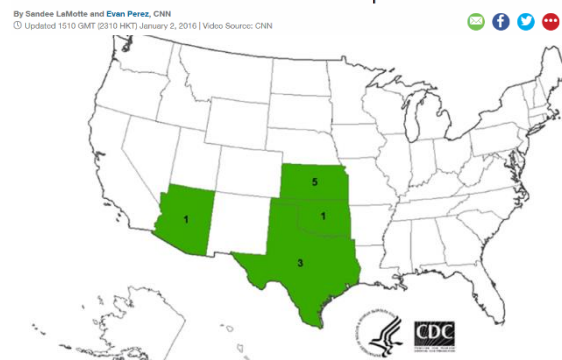 By Sandee LaMotte and Evan Perez, CNN
Updated 1510 GMT (2310 HKT) January 2, 2016 | Video Source: CNN
5
1
1
3
CDC